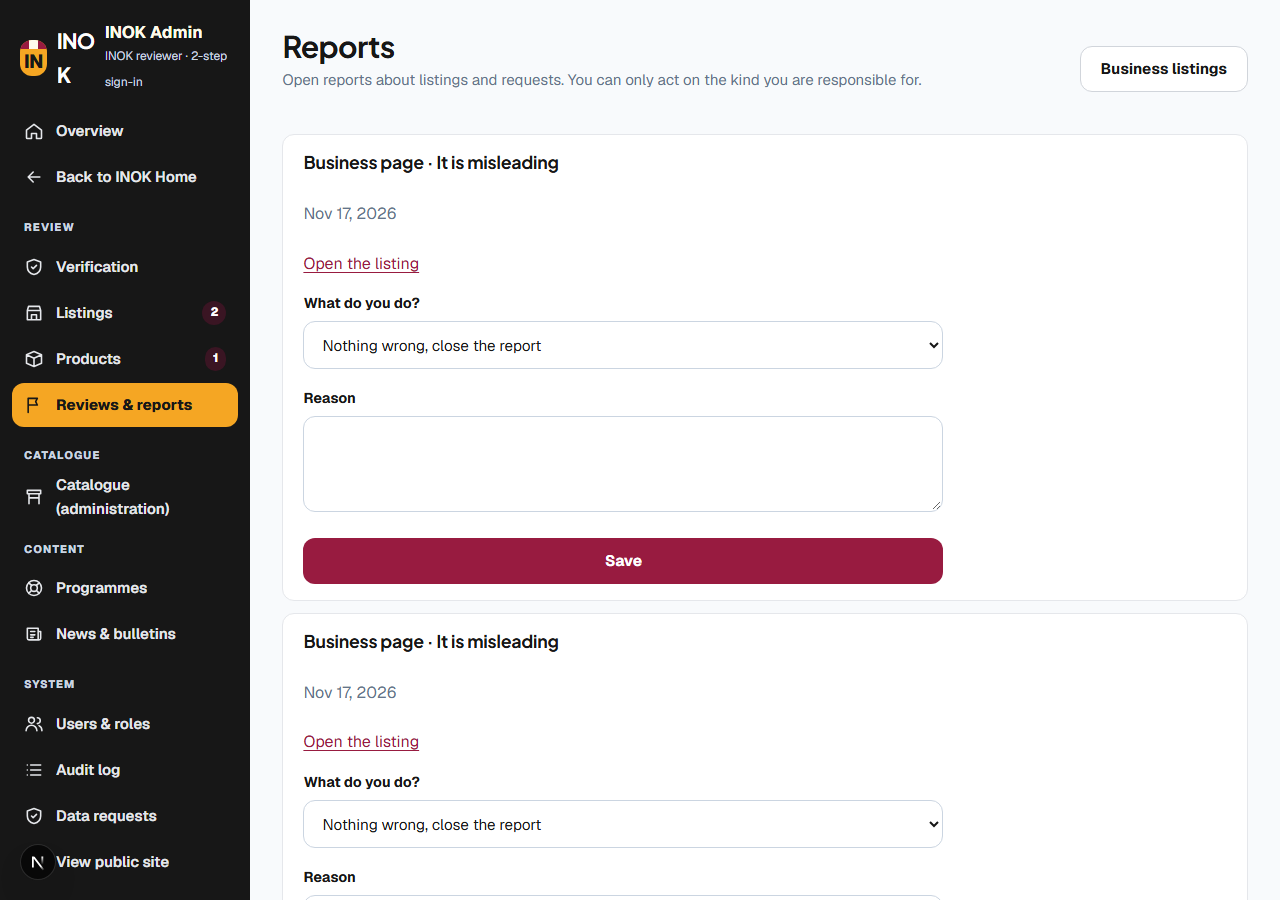 IN
INO
K
INOK Admin
INOK reviewer · 2-step
sign-in
Overview
Back to INOK Home
REVIEW
Verification
Listings 2
Products 1
Reviews & reports
CATALOGUE
Catalogue
(administration)
CONTENT
Programmes
News & bulletins
SYSTEM
Users & roles
Audit log
Data requests
N View public site
Reports
Open reports about listings and requests. You can only act on the kind you are responsible for.
Business listings
Business page · It is misleading
Nov 17, 2026
Open the listing
What do you do?
Nothing wrong, close the report
Reason
Save
Business page · It is misleading
Nov 17, 2026
Open the listing
What do you do?
Nothing wrong, close the report
Reason